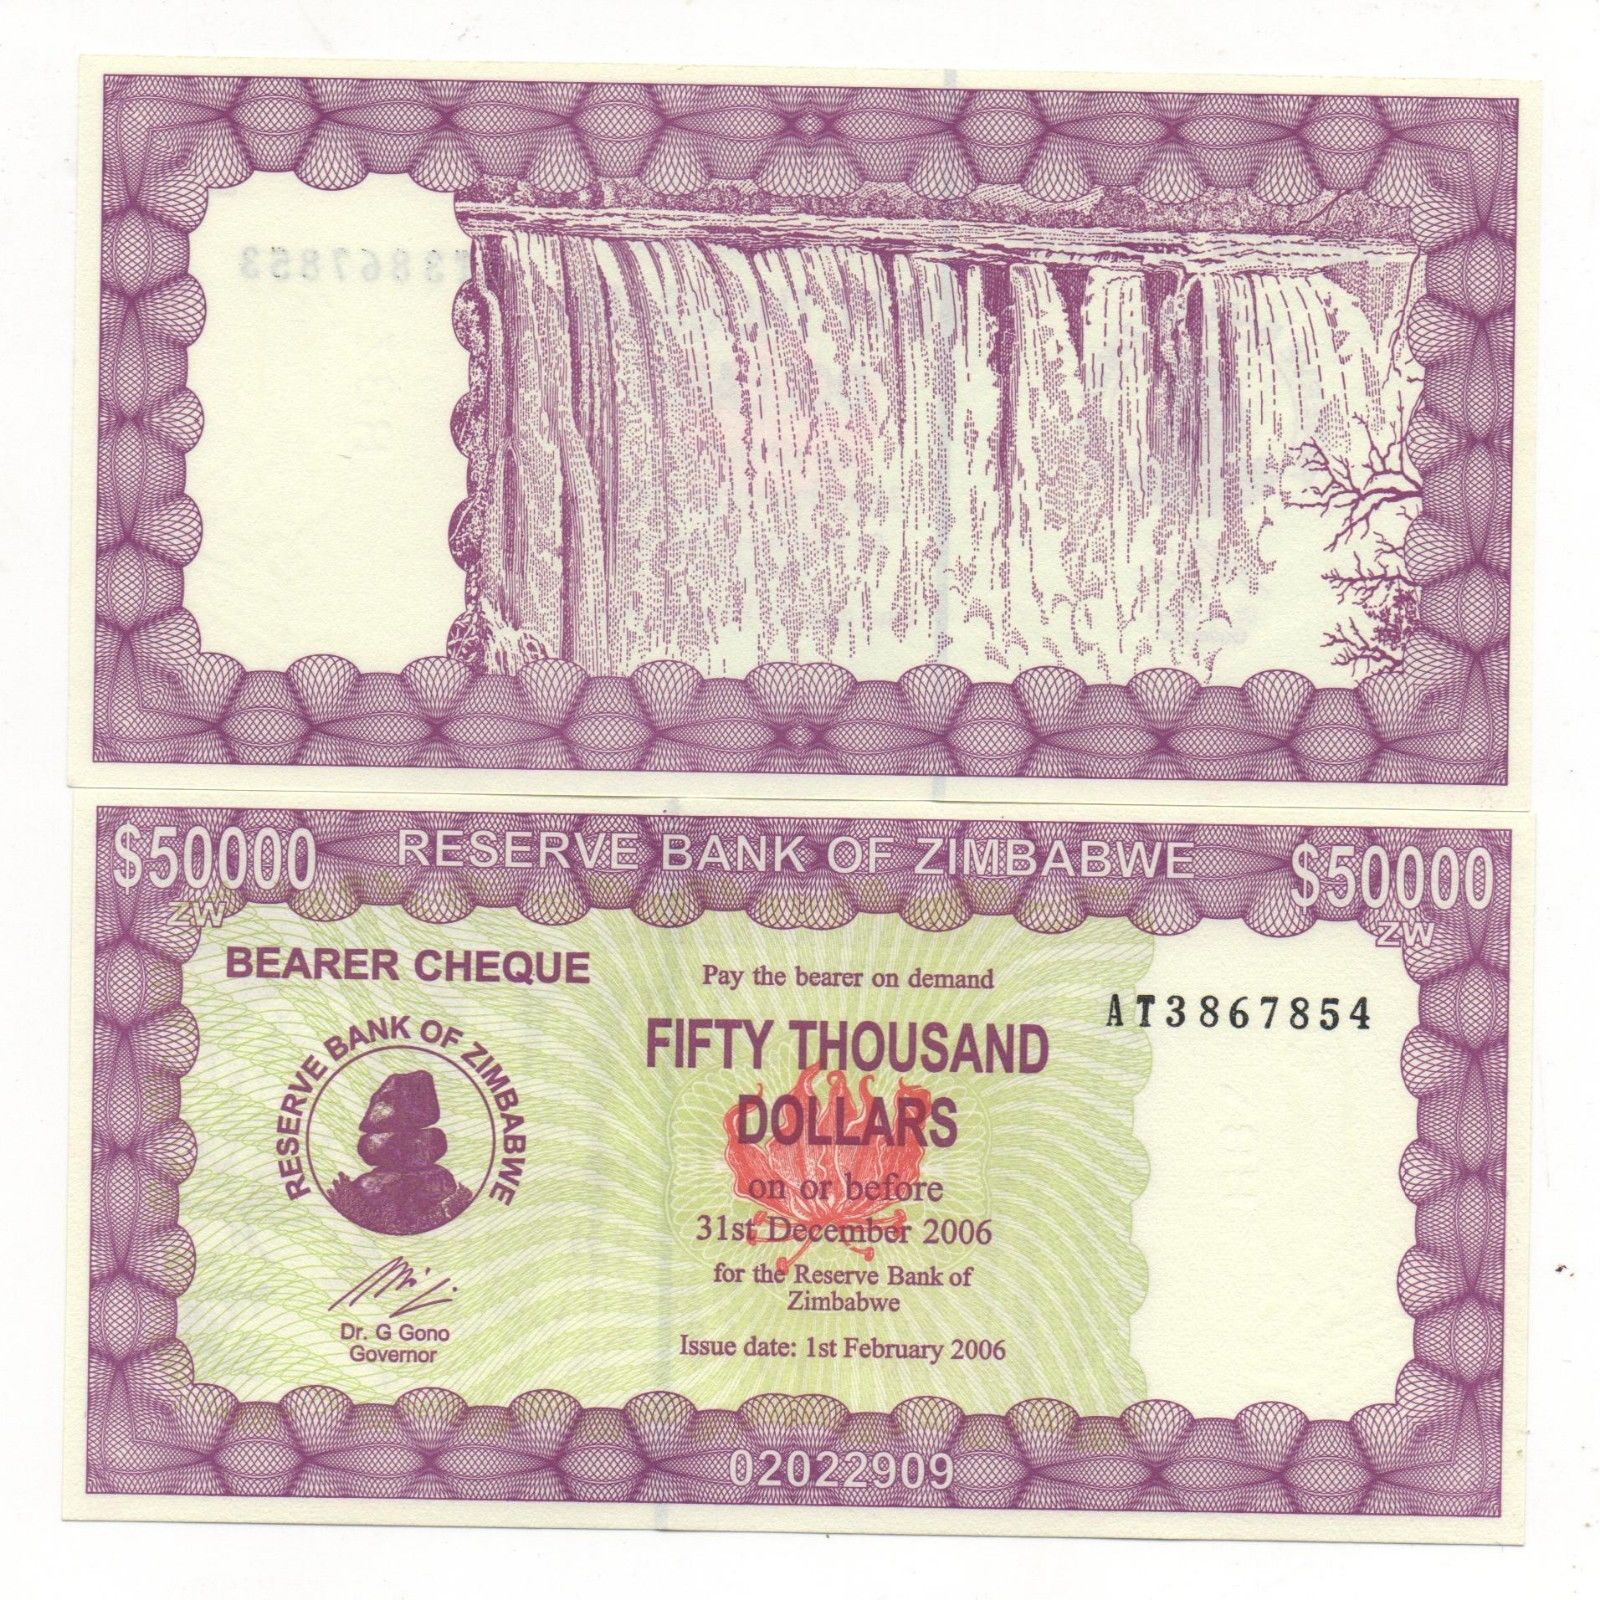 AT3867853
$50000
RESERVE BANK OF ZIMBABWE
$50000
ZW
ZW
BEARER CHEQUE
Pay the bearer on demand
AT3867854
FIFTY THOUSAND
DOLLARS
RESERVE BANK OF ZIMBABWE
on or before
31st December 2006
for the Reserve Bank of
Zimbabwe
Dr. G Gono
Governor
Issue date: 1st February 2006
02022909